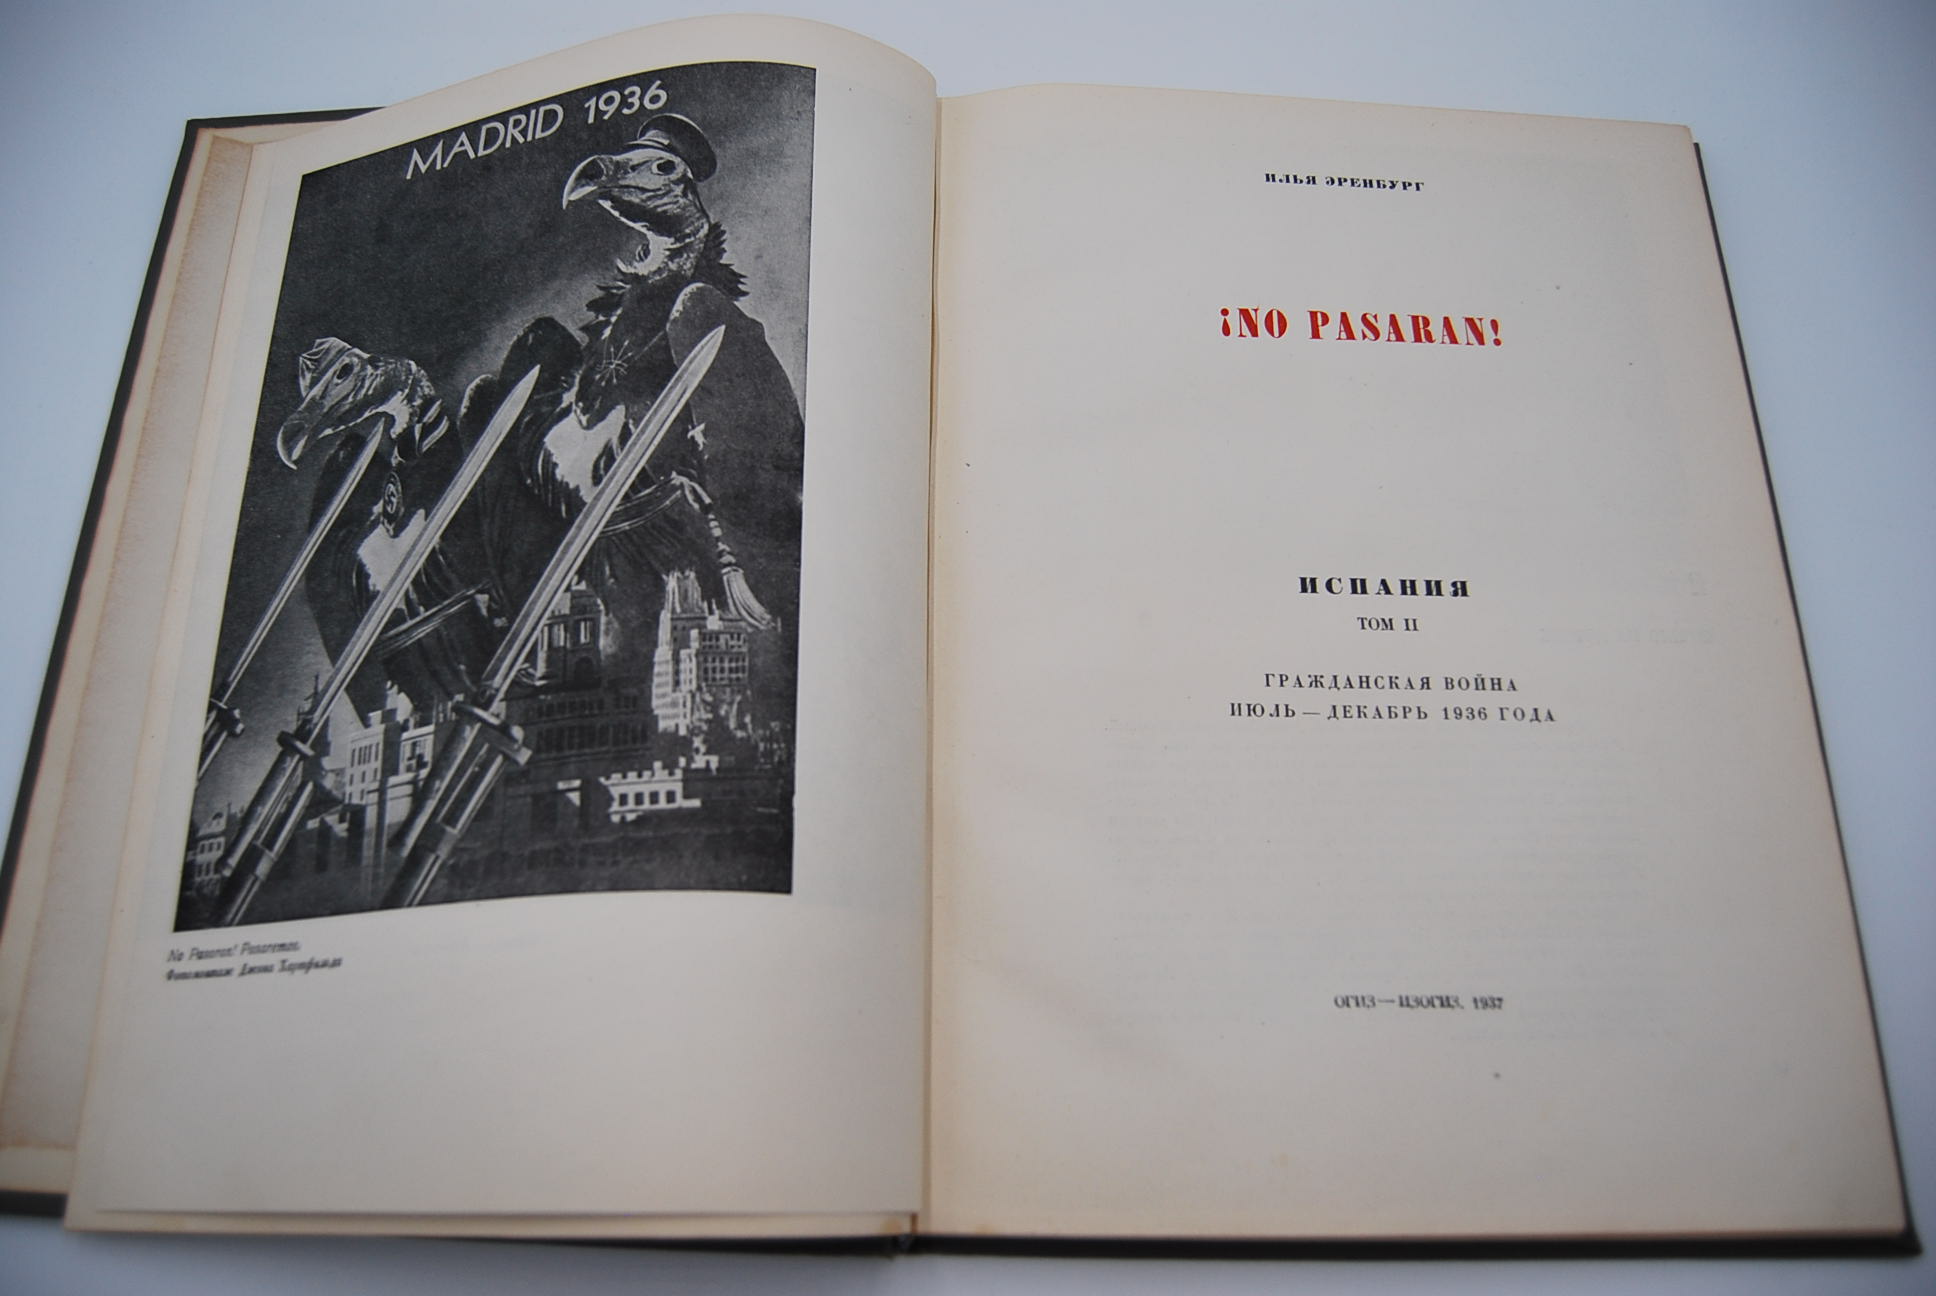 MADRID 1936
No Pasaran! Pasaremos.
Фотомонтаж Джона Хартфильда
ИЛЬЯ ЭРЕНБУРГ
¡NO PASARAN!
ИСПАНИЯ
ТОМ II
ГРАЖДАНСКАЯ ВОЙНА
ИЮЛЬ — ДЕКАБРЬ 1936 ГОДА
ОГИЗ — ИЗОГИЗ, 1937